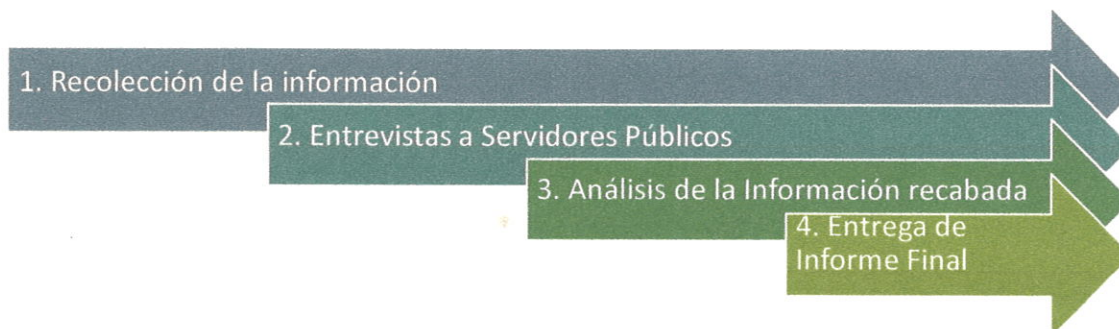 1. Recolección de la información
2. Entrevistas a Servidores Públicos
3. Análisis de la Información recabada
4. Entrega de
Informe Final